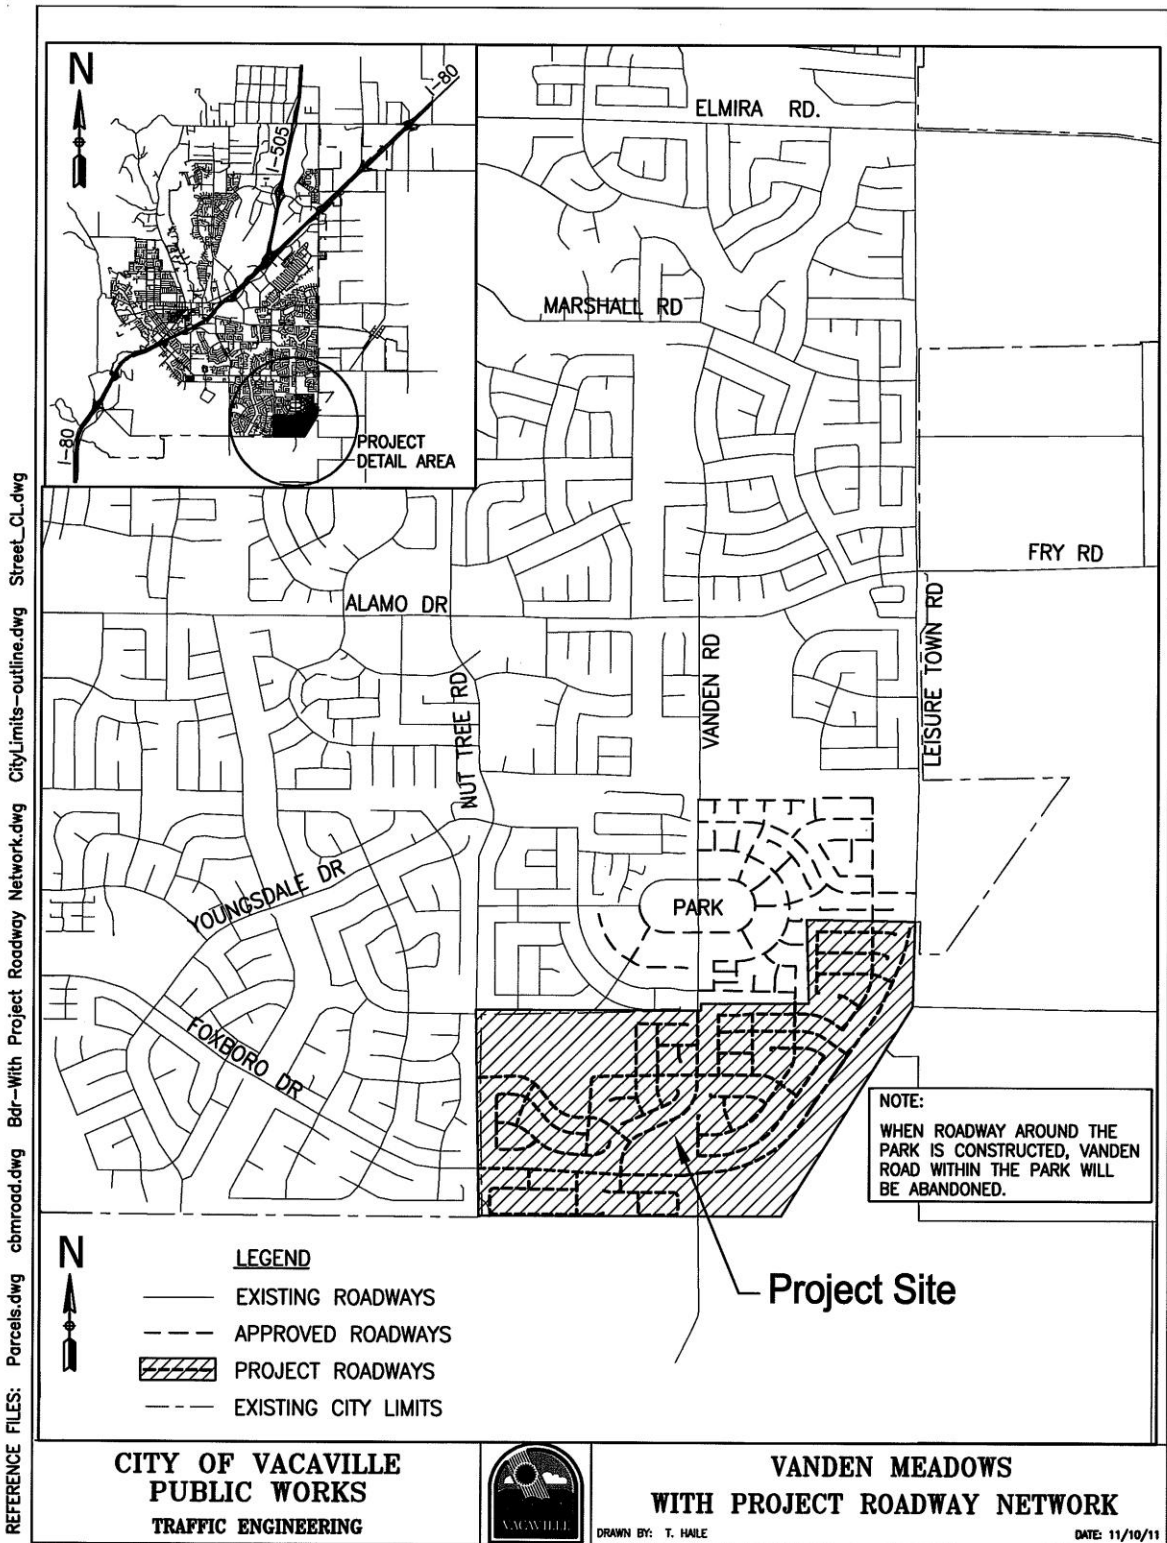 N
I-80
I-505
I-80
PROJECT
DETAIL AREA
ELMIRA RD.
MARSHALL RD
FRY RD
ALAMO DR
NUT TREE RD
VANDEN RD
LEISURE TOWN RD
YOUNGSDALE DR
FOXBORO DR
PARK
NOTE:
WHEN ROADWAY AROUND THE
PARK IS CONSTRUCTED, VANDEN
ROAD WITHIN THE PARK WILL
BE ABANDONED.
Project Site
N
LEGEND
EXISTING ROADWAYS
APPROVED ROADWAYS
PROJECT ROADWAYS
EXISTING CITY LIMITS
REFERENCE FILES: Parcels.dwg cbmroad.dwg Bdr-With Project Roadway Network.dwg CityLimits-outline.dwg Street_CL.dwg
CITY OF VACAVILLE
PUBLIC WORKS
TRAFFIC ENGINEERING
VACAVILLE
VANDEN MEADOWS
WITH PROJECT ROADWAY NETWORK
DRAWN BY: T. HAILE
DATE: 11/10/11